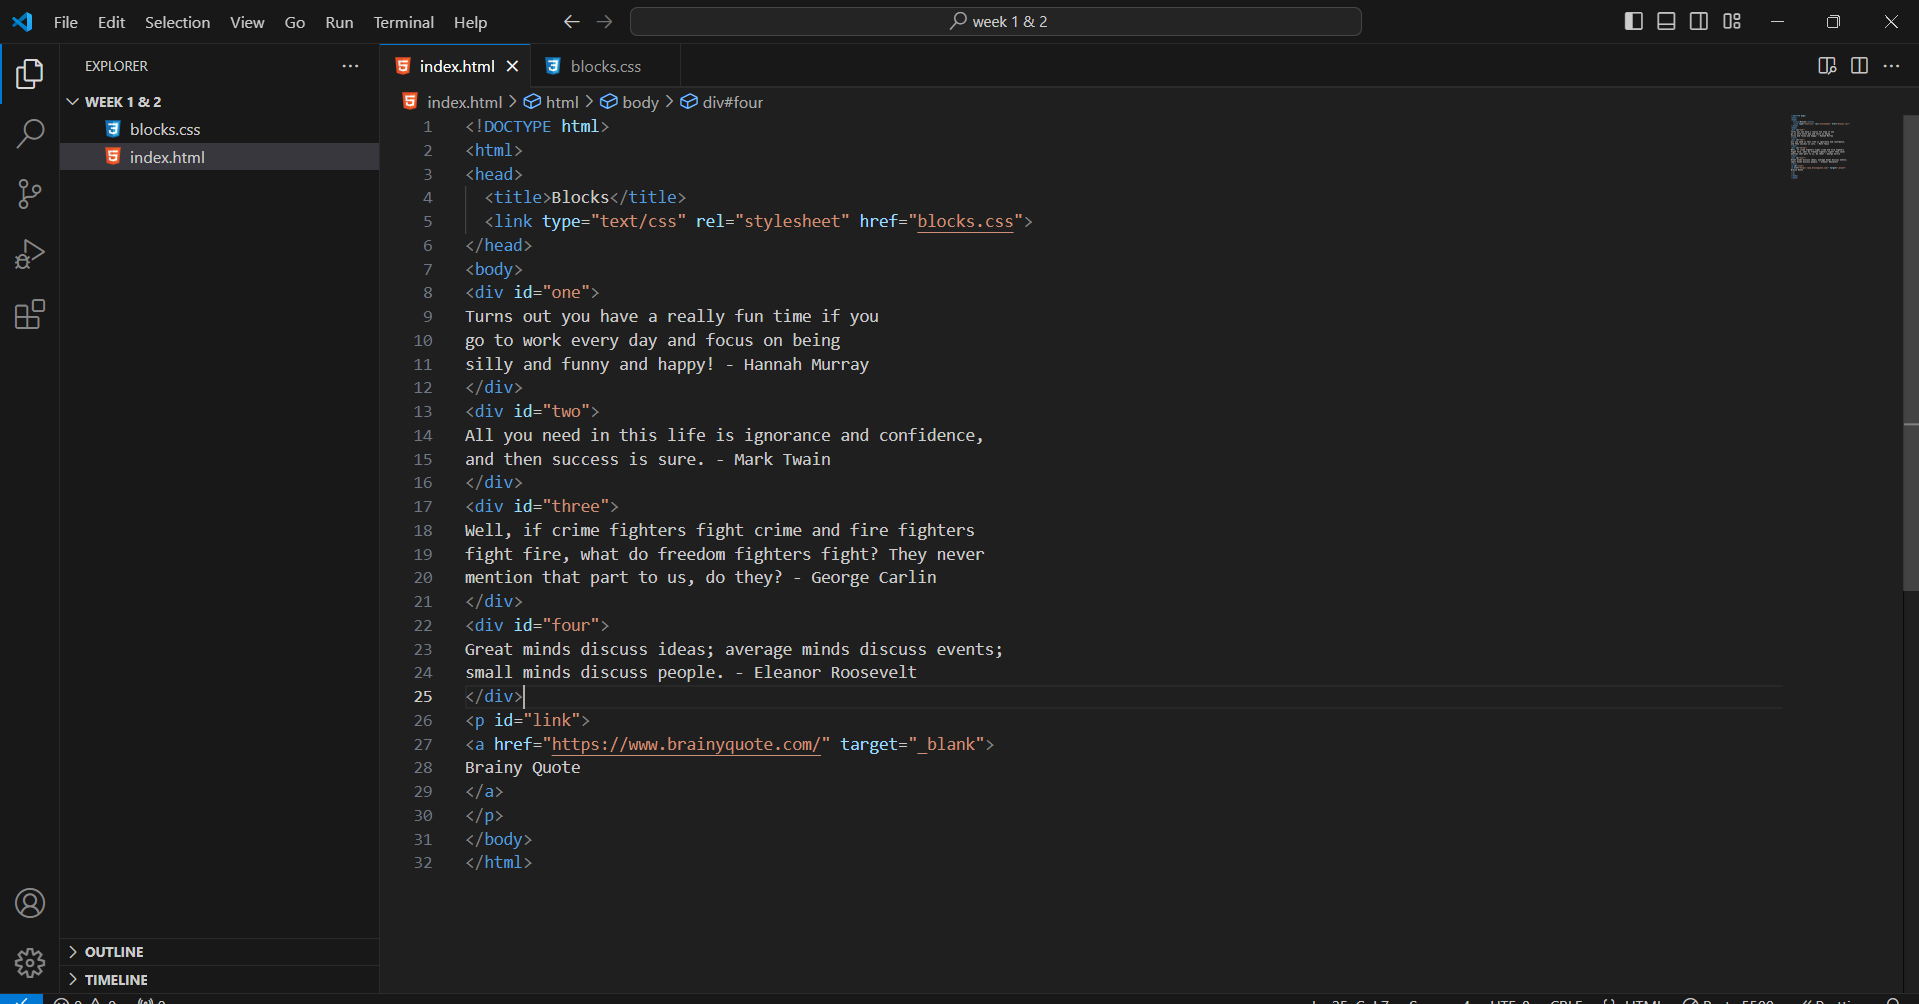 File Edit Selection View Go Run Terminal Help
week 1 & 2
EXPLORER
WEEK 1 & 2
blocks.css
index.html
OUTLINE
TIMELINE
index.html blocks.css
index.html > html > body > div#four
1 <!DOCTYPE html>
2 <html>
3 <head>
4 <title>Blocks</title>
5 <link type="text/css" rel="stylesheet" href="blocks.css">
6 </head>
7 <body>
8 <div id="one">
9 Turns out you have a really fun time if you
10 go to work every day and focus on being
11 silly and funny and happy! - Hannah Murray
12 </div>
13 <div id="two">
14 All you need in this life is ignorance and confidence,
15 and then success is sure. - Mark Twain
16 </div>
17 <div id="three">
18 Well, if crime fighters fight crime and fire fighters
19 fight fire, what do freedom fighters fight? They never
20 mention that part to us, do they? - George Carlin
21 </div>
22 <div id="four">
23 Great minds discuss ideas; average minds discuss events;
24 small minds discuss people. - Eleanor Roosevelt
25 </div>
26 <p id="link">
27 <a href="https://www.brainyquote.com/" target="_blank">
28 Brainy Quote
29 </a>
30 </p>
31 </body>
32 </html>